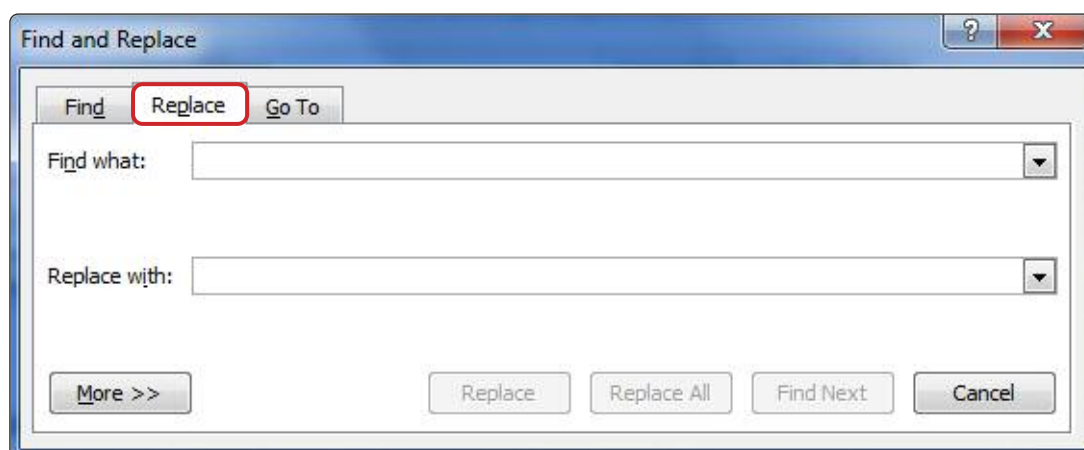 Find and Replace ? X
Find Replace Go To
Find what:
Replace with:
More >> Replace Replace All Find Next Cancel